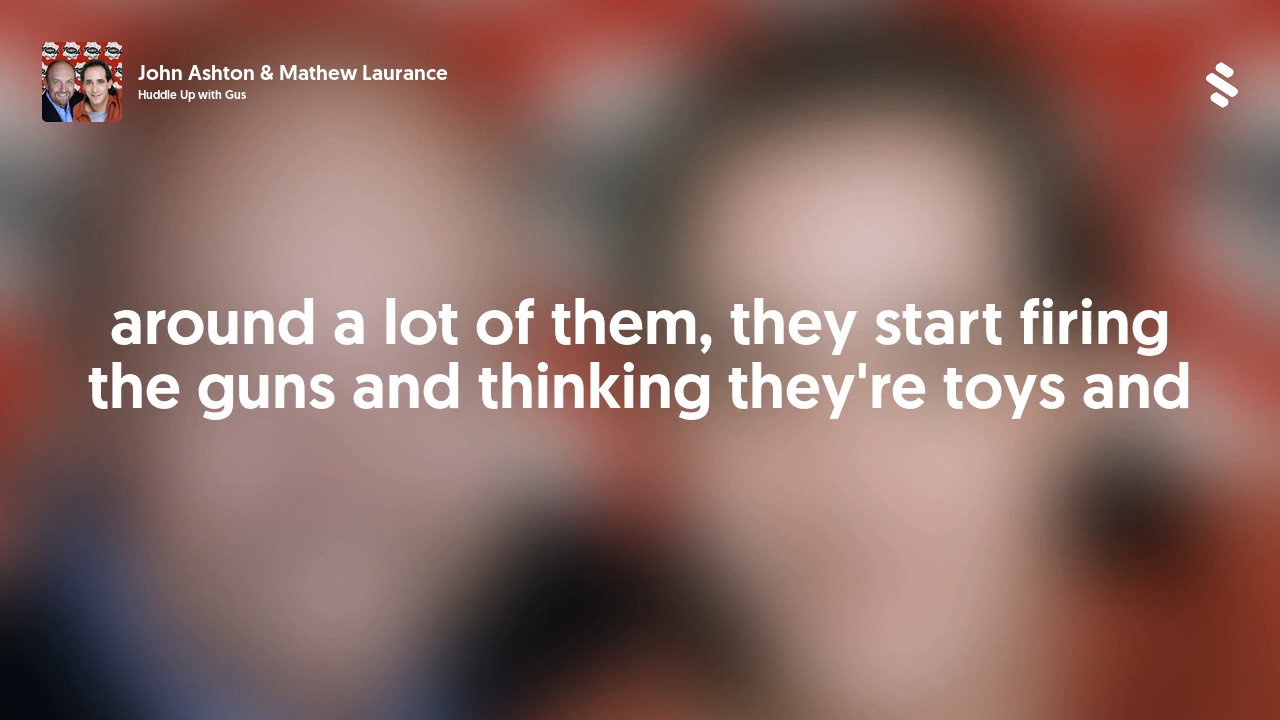 John Ashton & Mathew Laurance
Huddle Up with Gus
around a lot of them, they start firing
the guns and thinking they're toys and